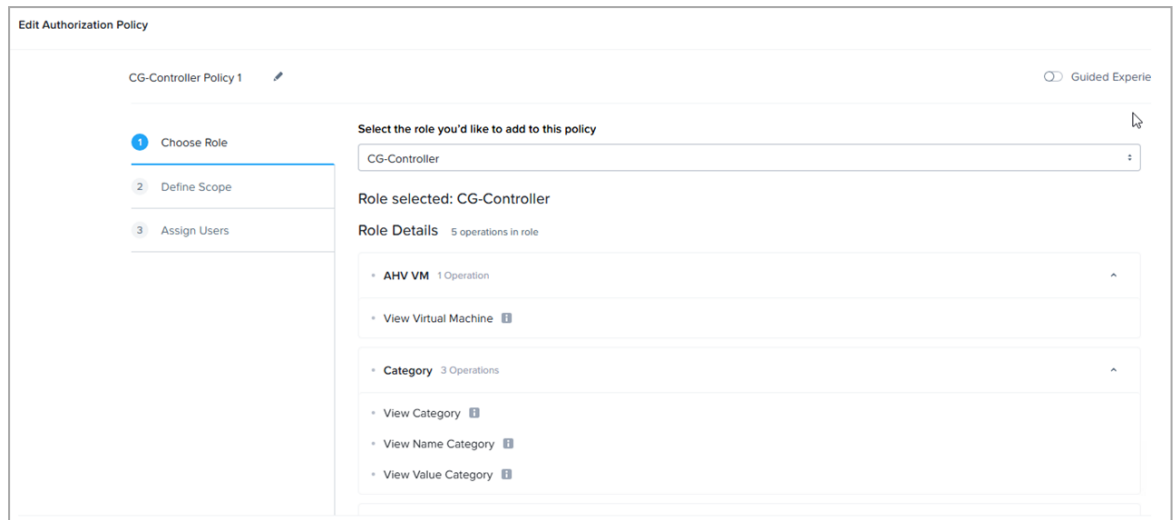 Edit Authorization Policy
CG-Controller Policy 1
Guided Experie
1 Choose Role
2 Define Scope
3 Assign Users
Select the role you'd like to add to this policy
CG-Controller
Role selected: CG-Controller
Role Details 5 operations in role
AHV VM 1 Operation
View Virtual Machine
Category 3 Operations
View Category
View Name Category
View Value Category